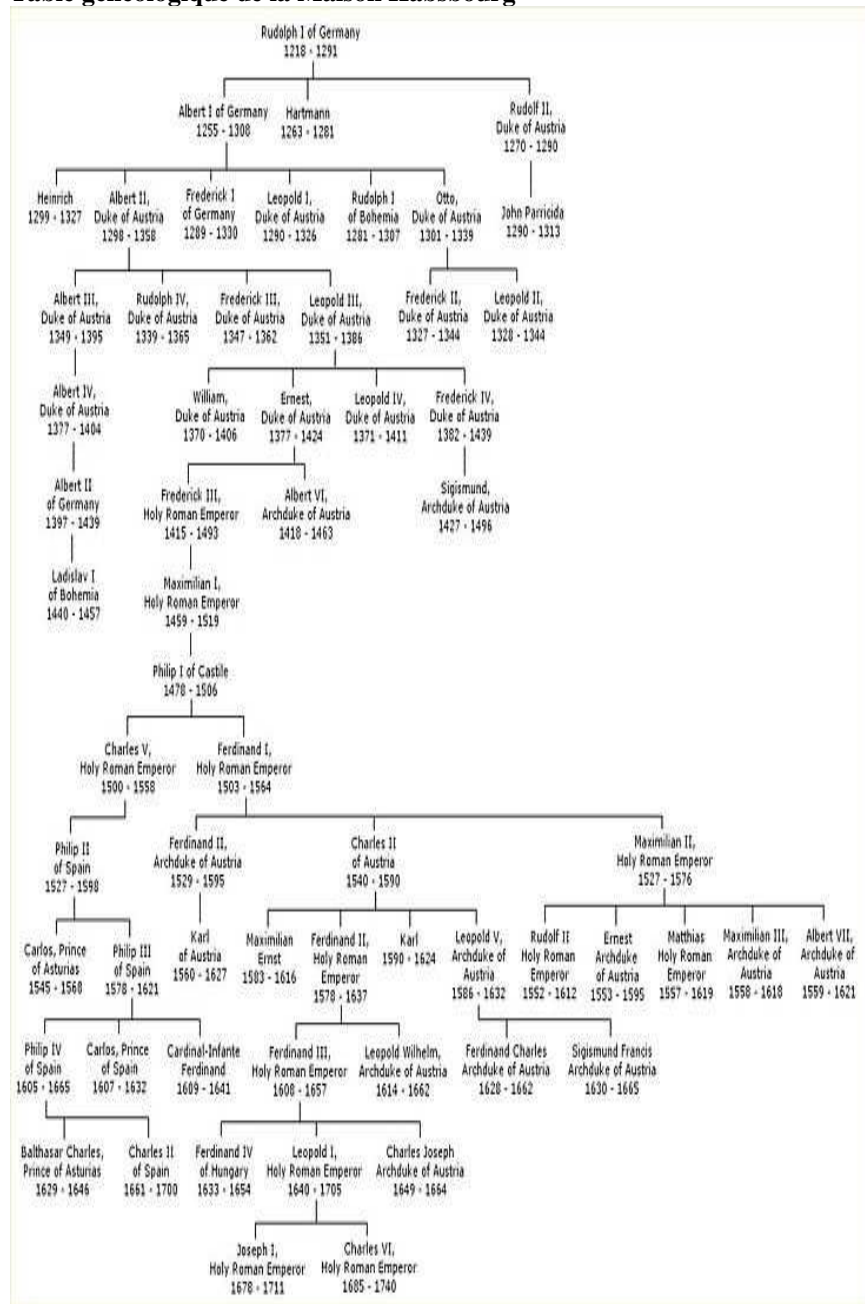 Table généologique de la Maison Habsbourg
Rudolph I of Germany
1218 - 1291
Albert I of Germany
1255 - 1308
Hartmann
1263 - 1281
Rudolf II,
Duke of Austria
1270 - 1290
Heinrich
1299 - 1327
Albert II,
Duke of Austria
1298 - 1358
Frederick I
of Germany
1289 - 1330
Leopold I,
Duke of Austria
1290 - 1326
Rudolph I
of Bohemia
1281 - 1307
Otto,
Duke of Austria
1301 - 1339
John Parricida
1290 - 1313
Albert III,
Duke of Austria
1349 - 1395
Rudolph IV,
Duke of Austria
1339 - 1365
Frederick III,
Duke of Austria
1347 - 1362
Leopold III,
Duke of Austria
1351 - 1386
Frederick II,
Duke of Austria
1327 - 1344
Leopold II,
Duke of Austria
1328 - 1344
Albert IV,
Duke of Austria
1377 - 1404
William,
Duke of Austria
1370 - 1406
Ernest,
Duke of Austria
1377 - 1424
Leopold IV,
Duke of Austria
1371 - 1411
Frederick IV,
Duke of Austria
1382 - 1439
Albert II
of Germany
1397 - 1439
Frederick III,
Holy Roman Emperor
1415 - 1493
Albert VI,
Archduke of Austria
1418 - 1463
Sigismund,
Archduke of Austria
1427 - 1496
Ladislav I
of Bohemia
1440 - 1457
Maximilian I,
Holy Roman Emperor
1459 - 1519
Philip I of Castile
1478 - 1506
Charles V,
Holy Roman Emperor
1500 - 1558
Ferdinand I,
Holy Roman Emperor
1503 - 1564
Philip II
of Spain
1527 - 1598
Ferdinand II,
Archduke of Austria
1529 - 1595
Charles II
of Austria
1540 - 1590
Maximilian II,
Holy Roman Emperor
1527 - 1576
Carlos, Prince
of Asturias
1545 - 1568
Philip III
of Spain
1578 - 1621
Karl
of Austria
1560 - 1627
Maximilian
Ernst
1583 - 1616
Ferdinand II,
Holy Roman
Emperor
1578 - 1637
Karl
1590 - 1624
Leopold V,
Archduke of
Austria
1586 - 1632
Rudolf II
Holy Roman
Emperor
1552 - 1612
Ernest
Archduke
of Austria
1553 - 1595
Matthias
Holy Roman
Emperor
1557 - 1619
Maximilian III,
Archduke of
Austria
1558 - 1618
Albert VII,
Archduke of
Austria
1559 - 1621
Philip IV
of Spain
1605 - 1665
Carlos, Prince
of Spain
1607 - 1632
Cardinal-Infante
Ferdinand
1609 - 1641
Ferdinand III,
Holy Roman Emperor
1608 - 1657
Leopold Wilhelm,
Archduke of Austria
1614 - 1662
Ferdinand Charles
Archduke of Austria
1628 - 1662
Sigismund Francis
Archduke of Austria
1630 - 1665
Balthasar Charles,
Prince of Asturias
1629 - 1646
Charles II
of Spain
1661 - 1700
Ferdinand IV
of Hungary
1633 - 1654
Leopold I,
Holy Roman Emperor
1640 - 1705
Charles Joseph
Archduke of Austria
1649 - 1664
Joseph I,
Holy Roman Emperor
1678 - 1711
Charles VI,
Holy Roman Emperor
1685 - 1740